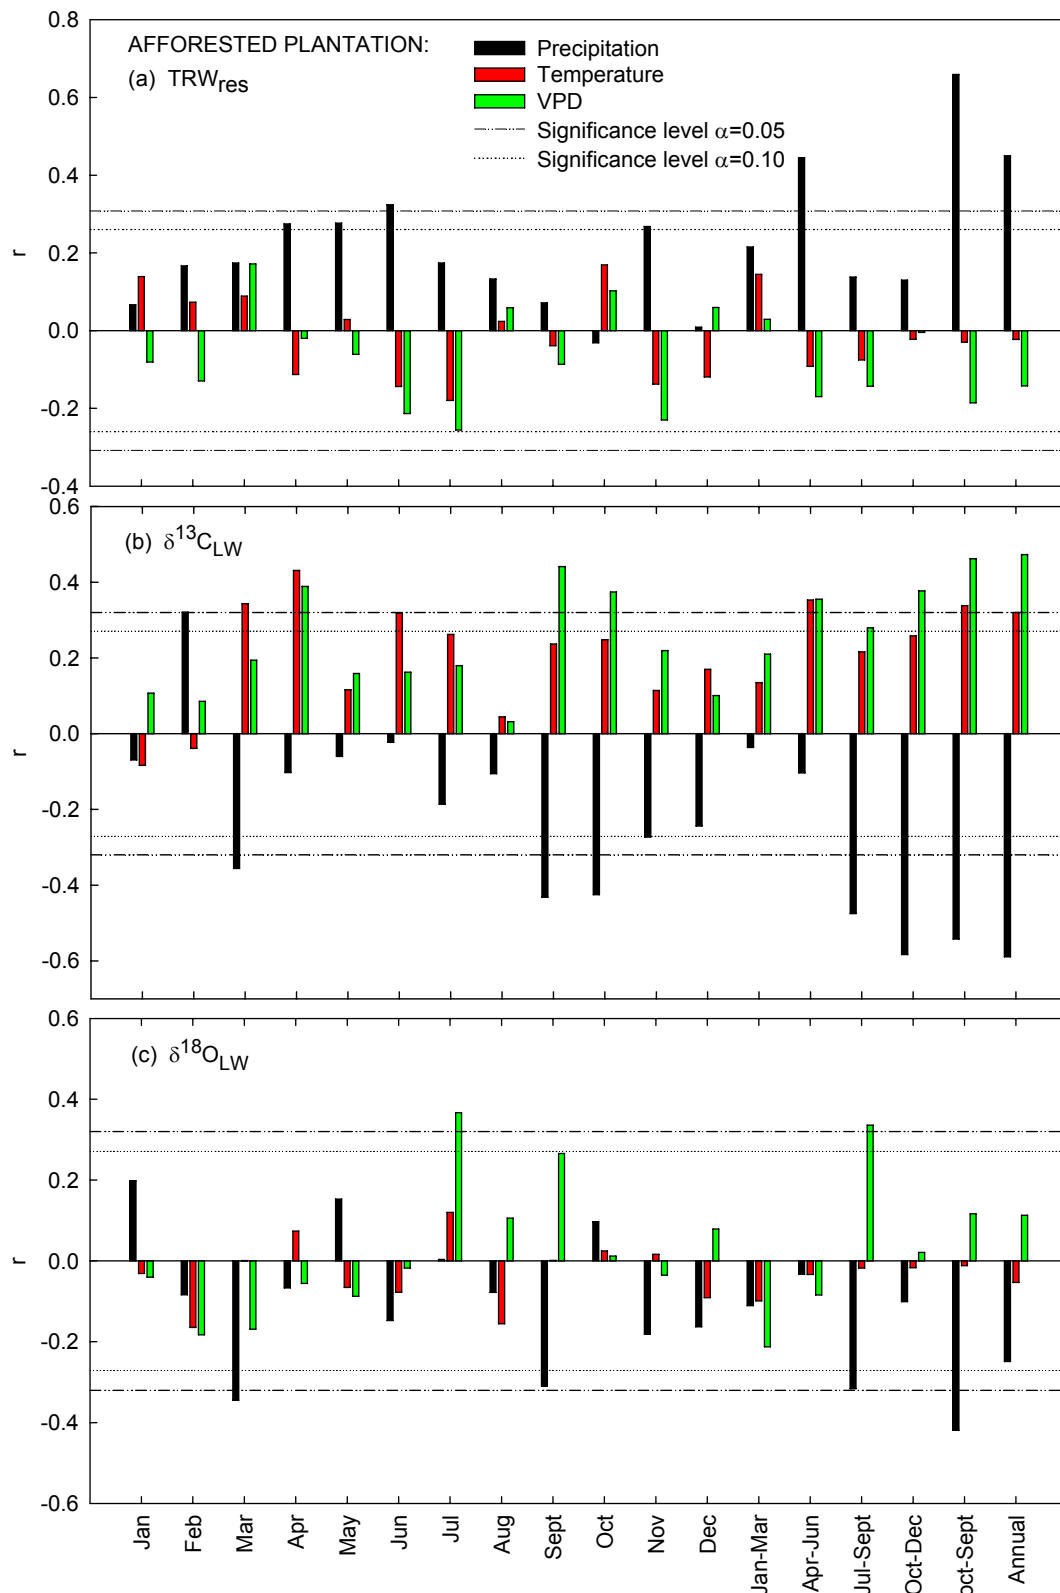 AFFORESTED PLANTATION:
(a) TRWres
Precipitation
Temperature
VPD
Significance level α=0.05
Significance level α=0.10
r
0.8
0.6
0.4
0.2
0.0
-0.2
-0.4
(b) δ13CLW
r
0.6
0.4
0.2
0.0
-0.2
-0.4
-0.6
(c) δ18OLW
r
0.6
0.4
0.2
0.0
-0.2
-0.4
-0.6
Jan
Feb
Mar
Apr
May
Jun
Jul
Aug
Sept
Oct
Nov
Dec
Jan-Mar
Apr-Jun
Jul-Sept
Oct-Dec
oct-Sept
Annual